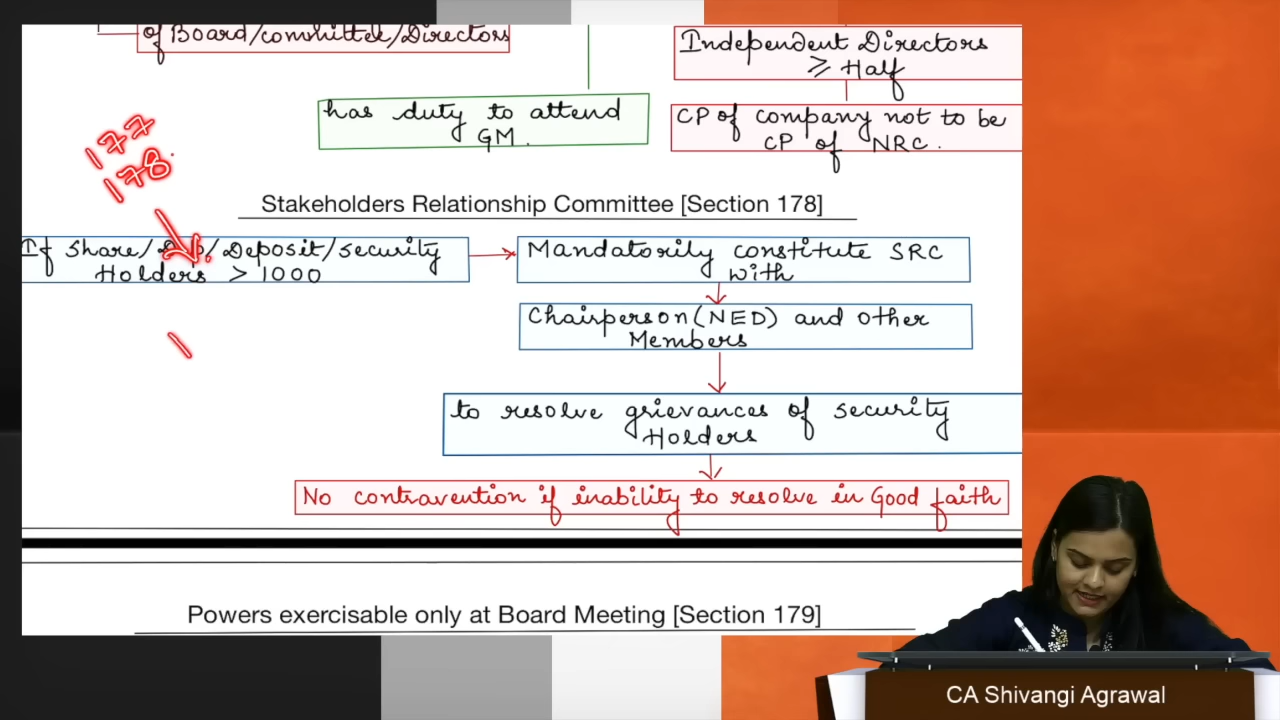 of Board/committee/Directors
Independent Directors
≥ Half
has duty to attend
GM.
CP of company not to be
CP of NRC.
177
178
Stakeholders Relationship Committee [Section 178]
If Share/Deb/Deposit/security
Holders > 1000
Mandatorily constitute SRC
with
Chairperson(NED) and other
Members
to resolve grievances of security
Holders
No contravention if inability to resolve in Good faith
Powers exercisable only at Board Meeting [Section 179]
CA Shivangi Agrawal